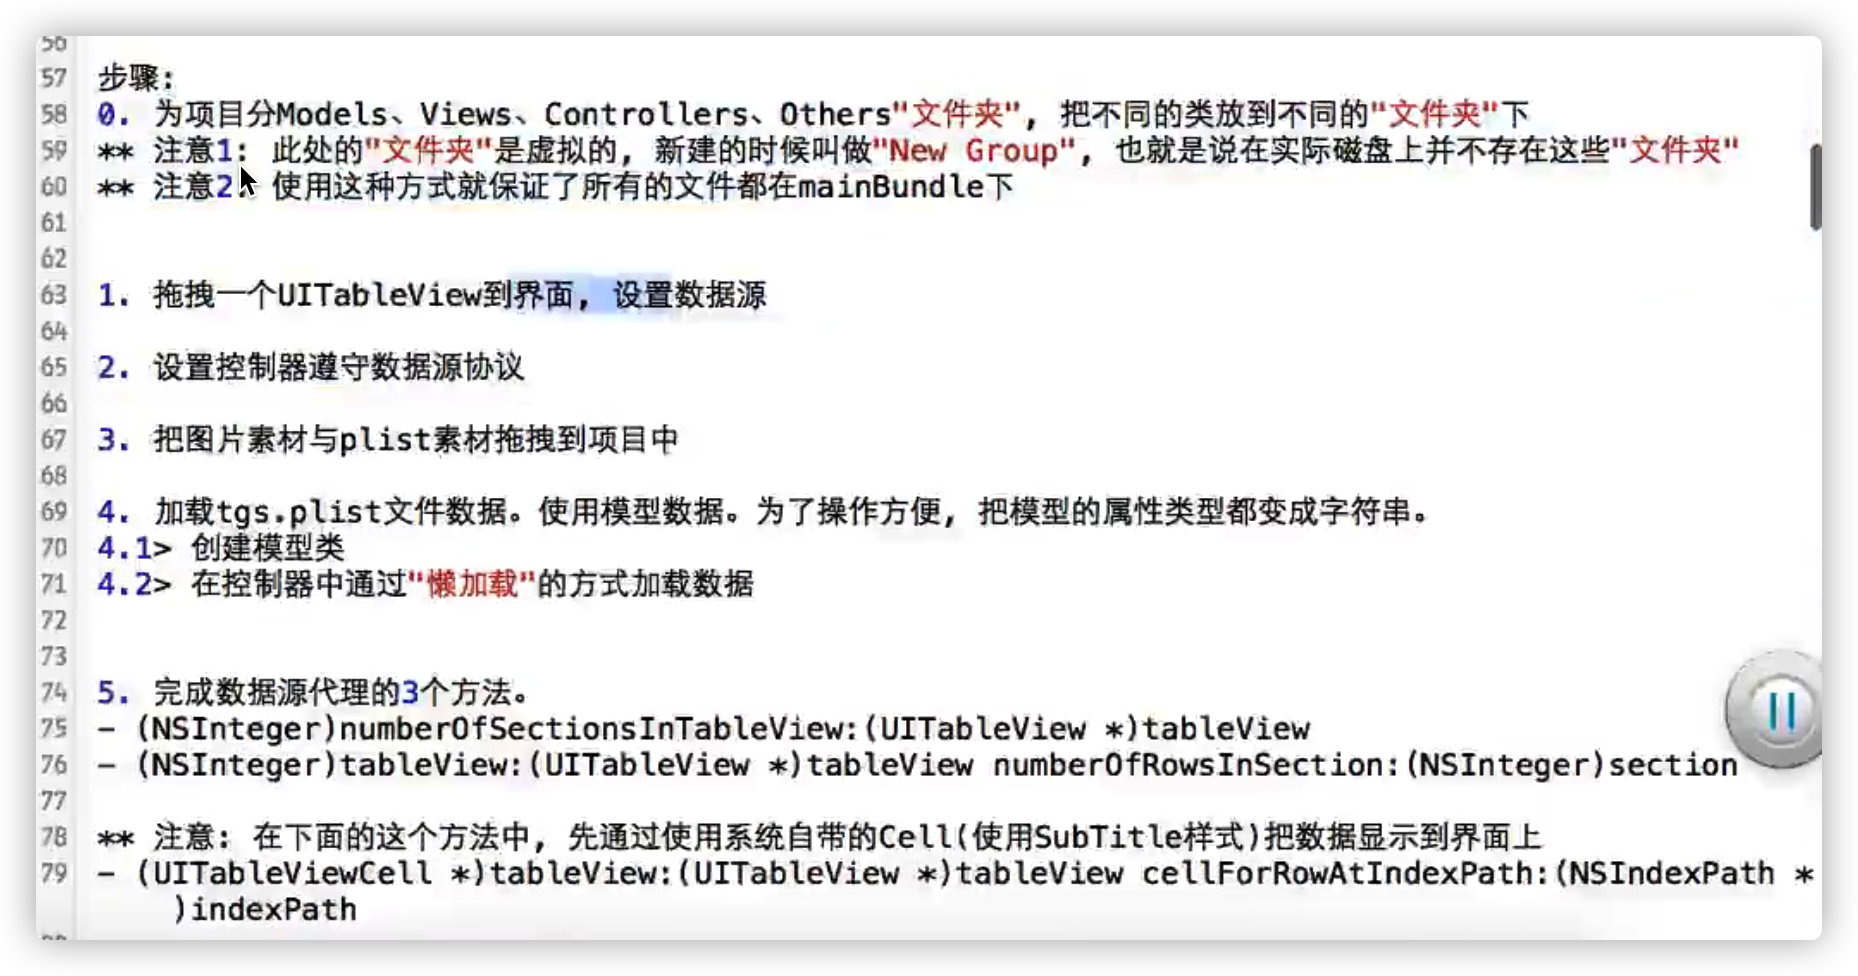 56
57 步骤:
58 0. 为项目分Models、Views、Controllers、Others"文件夹", 把不同的类放到不同的"文件夹"下
59 ** 注意1: 此处的"文件夹"是虚拟的, 新建的时候叫做"New Group", 也就是说在实际磁盘上并不存在这些"文件夹"
60 ** 注意2: 使用这种方式就保证了所有的文件都在mainBundle下
61
62
63 1. 拖拽一个UITableView到界面, 设置数据源
64
65 2. 设置控制器遵守数据源协议
66
67 3. 把图片素材与plist素材拖拽到项目中
68
69 4. 加载tgs.plist文件数据。使用模型数据。为了操作方便, 把模型的属性类型都变成字符串。
70 4.1> 创建模型类
71 4.2> 在控制器中通过"懒加载"的方式加载数据
72
73
74 5. 完成数据源代理的3个方法。
75 - (NSInteger)numberOfSectionsInTableView:(UITableView *)tableView
76 - (NSInteger)tableView:(UITableView *)tableView numberOfRowsInSection:(NSInteger)section
77
78 ** 注意: 在下面的这个方法中, 先通过使用系统自带的Cell(使用SubTitle样式)把数据显示到界面上
79 - (UITableViewCell *)tableView:(UITableView *)tableView cellForRowAtIndexPath:(NSIndexPath *
)indexPath